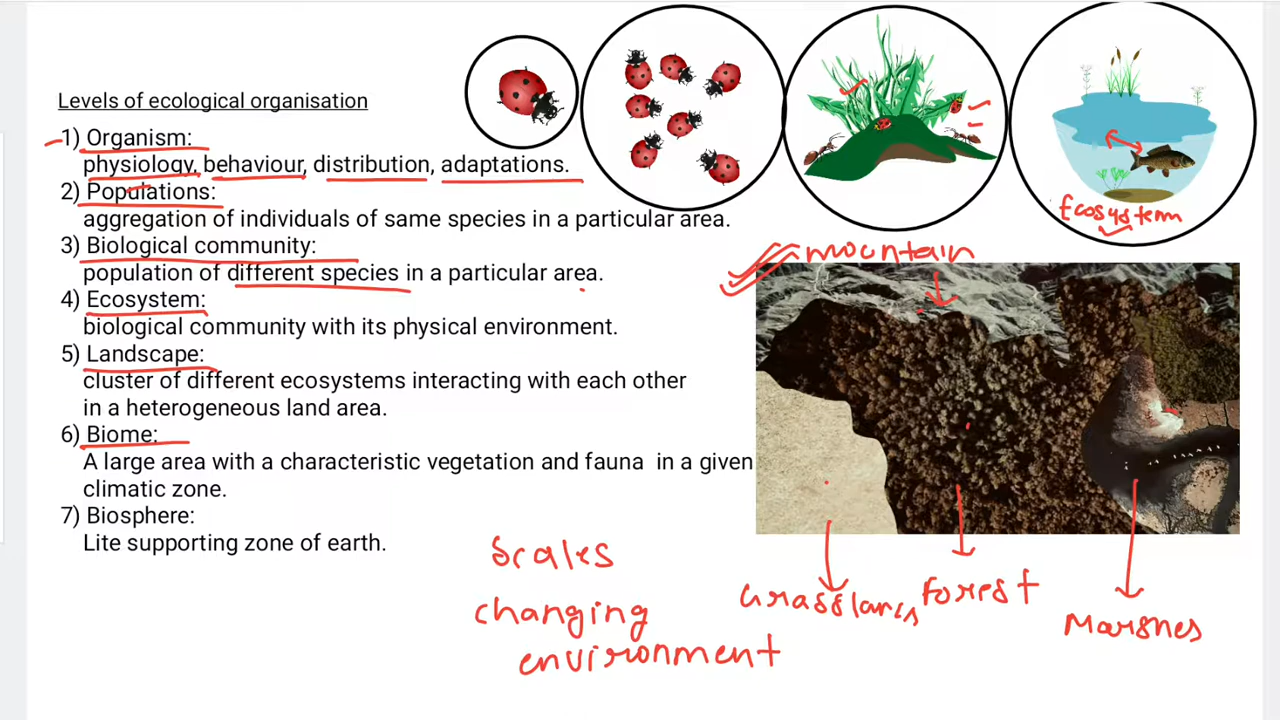 Levels of ecological organisation
1) Organism:
physiology, behaviour, distribution, adaptations.
2) Populations:
aggregation of individuals of same species in a particular area.
3) Biological community:
population of different species in a particular area.
4) Ecosystem:
biological community with its physical environment.
5) Landscape:
cluster of different ecosystems interacting with each other
in a heterogeneous land area.
6) Biome:
A large area with a characteristic vegetation and fauna in a given
climatic zone.
7) Biosphere:
Lite supporting zone of earth.
Ecosystem
mountain
Scales
changing
environment
Grasslands
Forest
Marshes